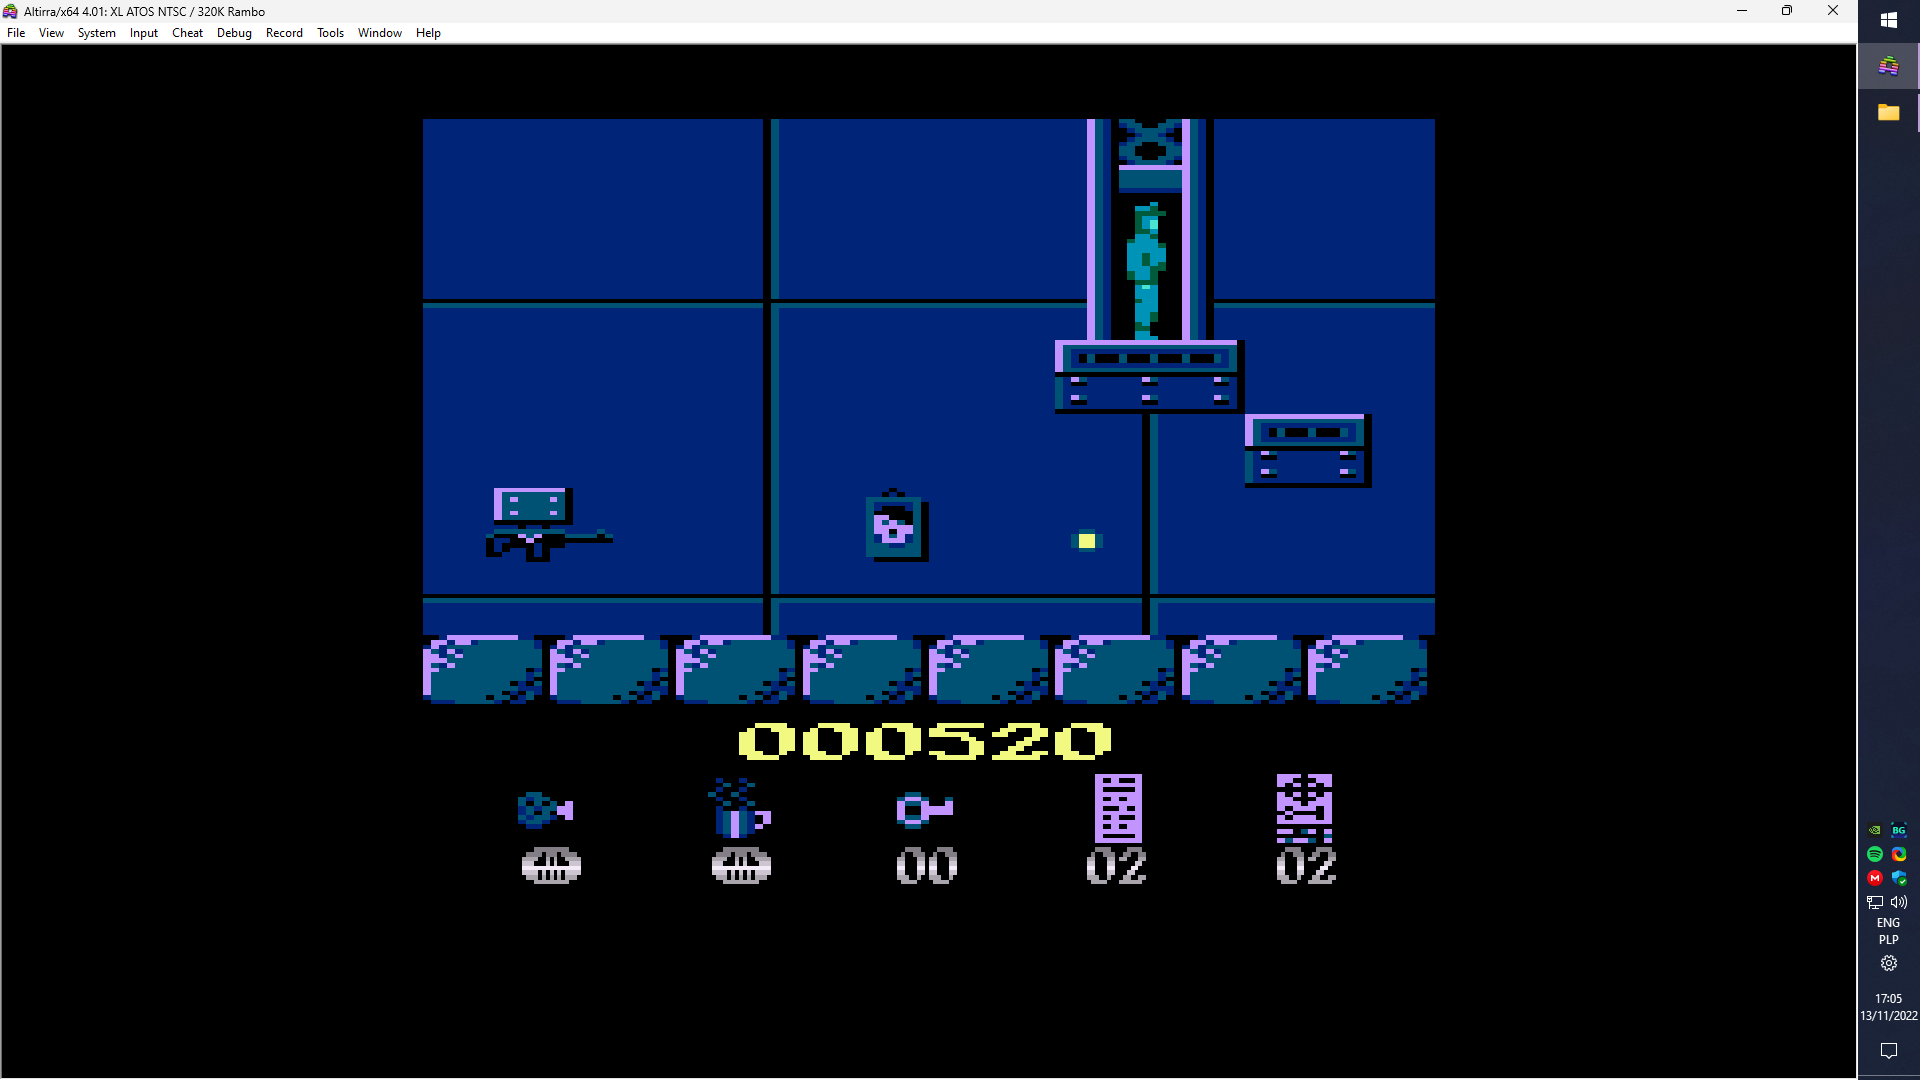 Altirra/x64 4.01: XL ATOS NTSC / 320K Rambo
File View System Input Cheat Debug Record Tools Window Help
000520
00 02 02
BG
M
ENG
PLP
17:05
13/11/2022